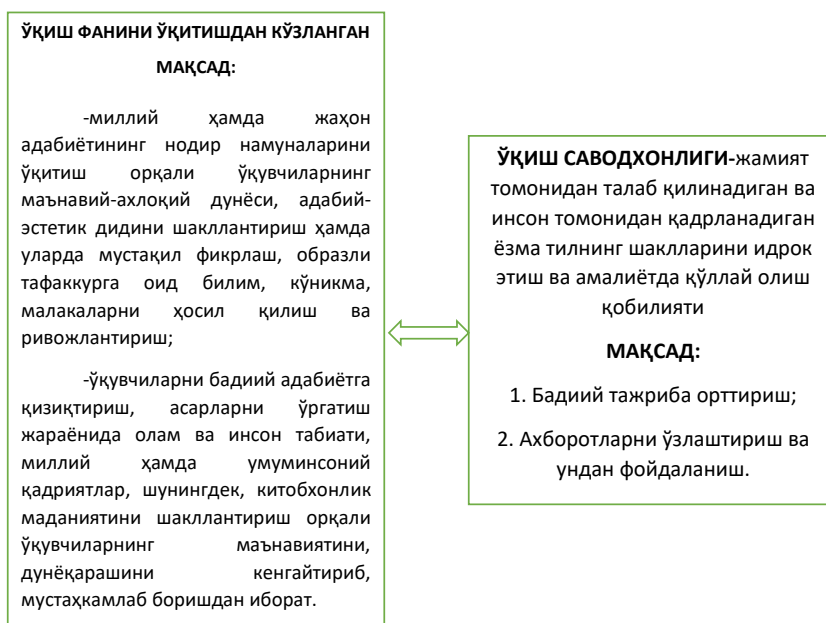 ЎҚИШ ФАНИНИ ЎҚИТИШДАН КЎЗЛАНГАН
МАҚСАД:
-миллий ҳамда жаҳон
адабиётининг нодир намуналарини
ўқитиш орқали ўқувчиларнинг
маънавий-ахлоқий дунёси, адабий-
эстетик дидини шакллантириш ҳамда
уларда мустақил фикрлаш, образли
тафаккурга оид билим, кўникма,
малакаларни ҳосил қилиш ва
ривожлантириш;
-ўқувчиларни бадиий адабиётга
қизиқтириш, асарларни ўргатиш
жараёнида олам ва инсон табиати,
миллий ҳамда умуминсоний
қадриятлар, шунингдек, китобхонлик
маданиятини шакллантириш орқали
ўқувчиларнинг маънавиятини,
дунёқарашини кенгайтириб,
мустаҳкамлаб боришдан иборат.
ЎҚИШ САВОДХОНЛИГИ-жамият
томонидан талаб қилинадиган ва
инсон томонидан қадрланадиган
ёзма тилнинг шаклларини идрок
этиш ва амалиётда қўллай олиш
қобилияти
МАҚСАД:
1. Бадиий тажриба орттириш;
2. Ахборотларни ўзлаштириш ва
ундан фойдаланиш.